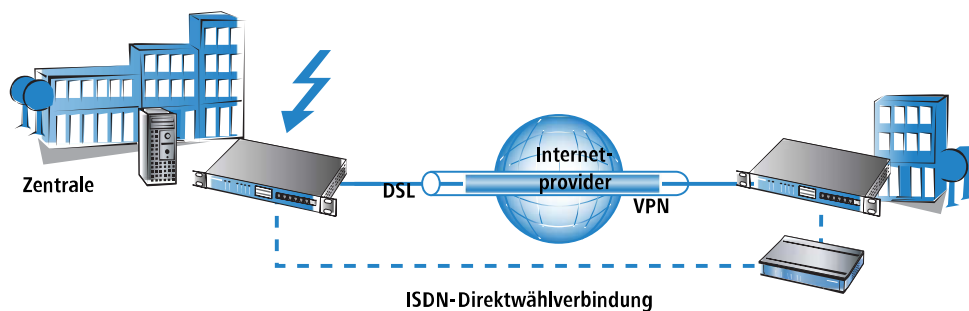 Zentrale
DSL
Internet-
provider
VPN
ISDN-Direktwählverbindung